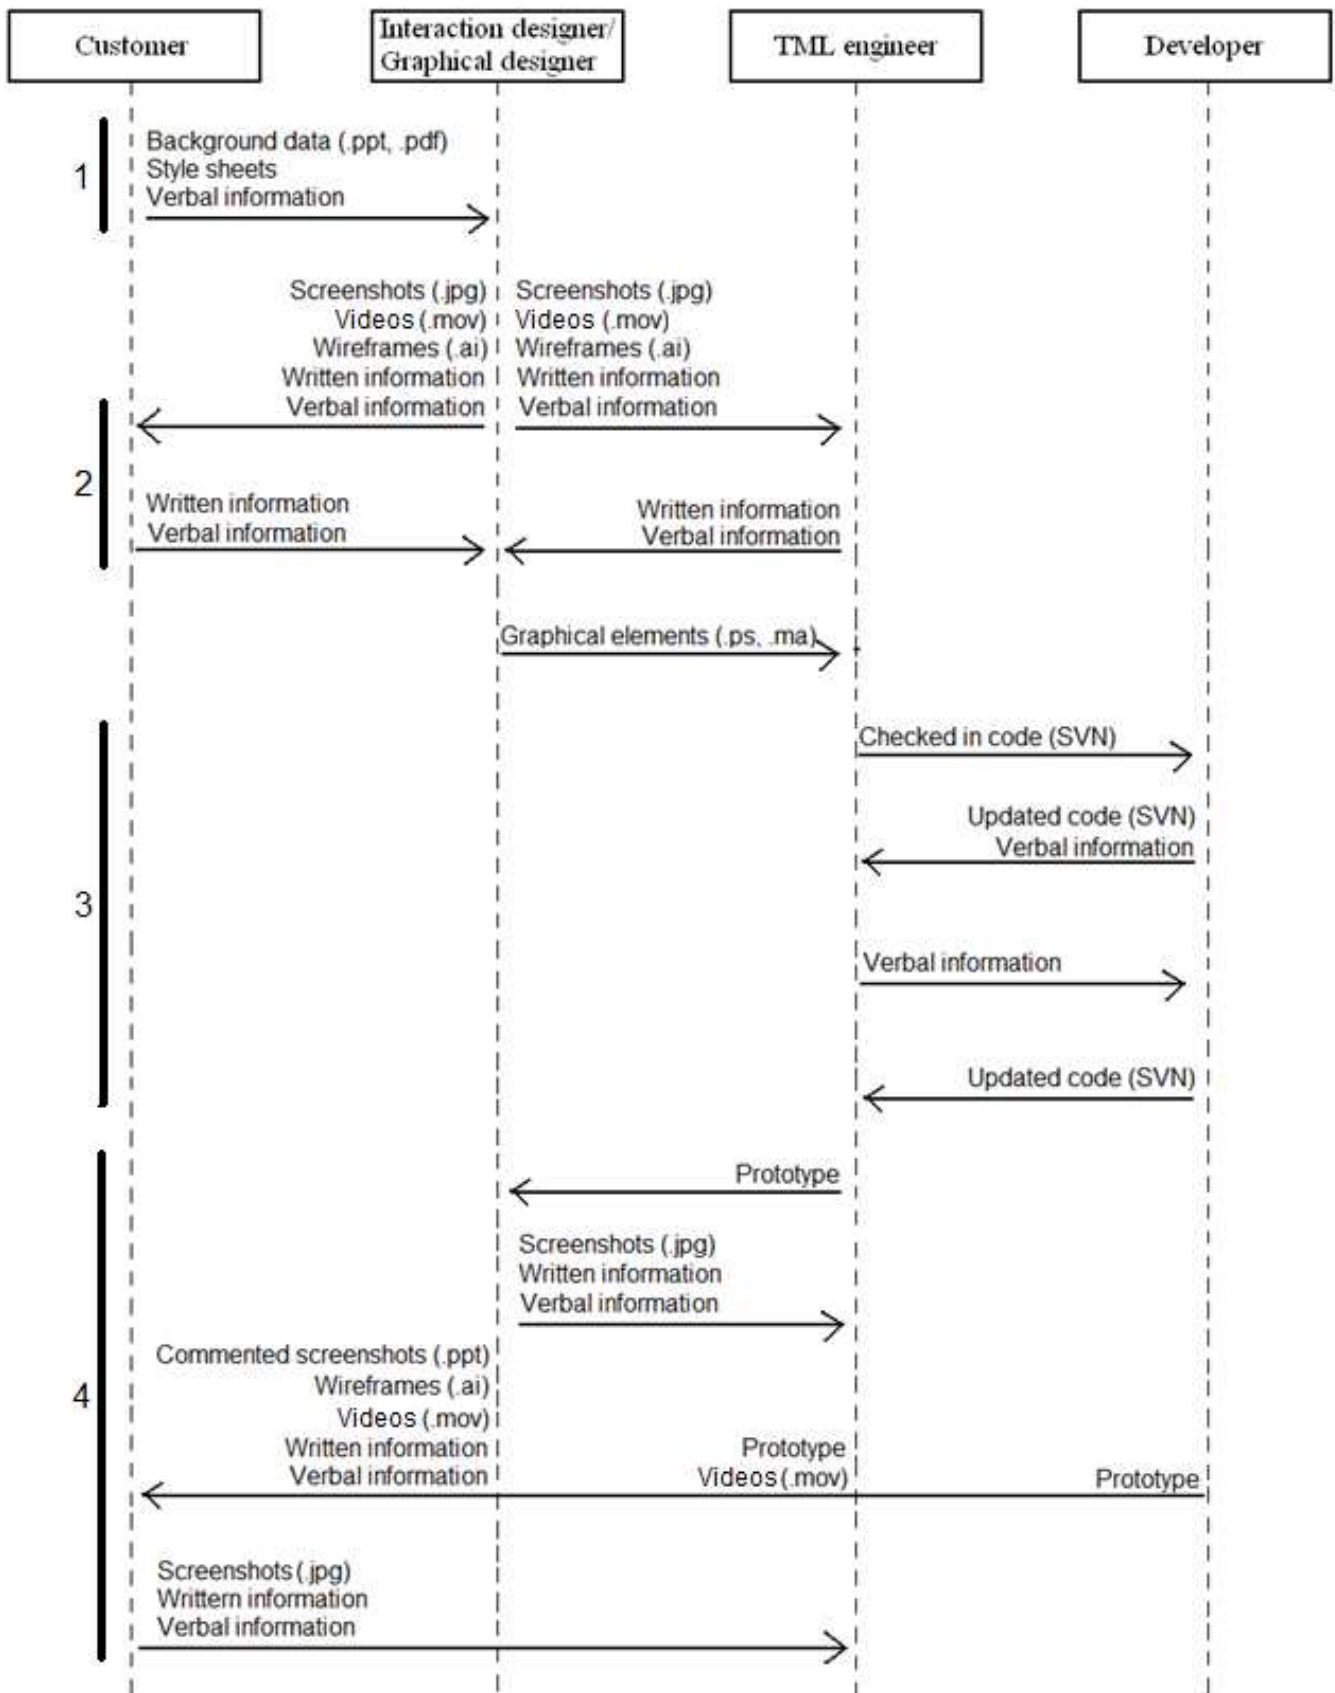 Customer
Interaction designer/
Graphical designer
TML engineer
Developer
1
Background data (.ppt, .pdf)
Style sheets
Verbal information
Screenshots (.jpg)
Videos (.mov)
Wireframes (.ai)
Written information
Verbal information
Screenshots (.jpg)
Videos (.mov)
Wireframes (.ai)
Written information
Verbal information
2
Written information
Verbal information
Written information
Verbal information
Graphical elements (.ps, .ma)
3
Checked in code (SVN)
Updated code (SVN)
Verbal information
Verbal information
Updated code (SVN)
4
Prototype
Screenshots (.jpg)
Written information
Verbal information
Commented screenshots (.ppt)
Wireframes (.ai)
Videos (.mov)
Written information
Verbal information
Prototype
Videos (.mov)
Prototype
Screenshots (.jpg)
Writtern information
Verbal information